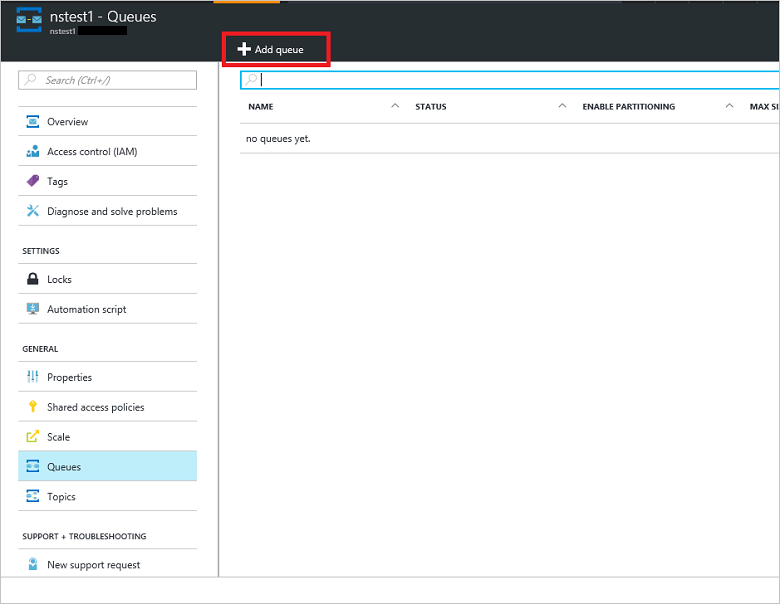 nstest1 - Queues
nstest1
Add queue
Search (Ctrl+/)
NAME STATUS ENABLE PARTITIONING MAX SI
no queues yet.
Overview
Access control (IAM)
Tags
Diagnose and solve problems
SETTINGS
Locks
Automation script
GENERAL
Properties
Shared access policies
Scale
Queues
Topics
SUPPORT + TROUBLESHOOTING
New support request